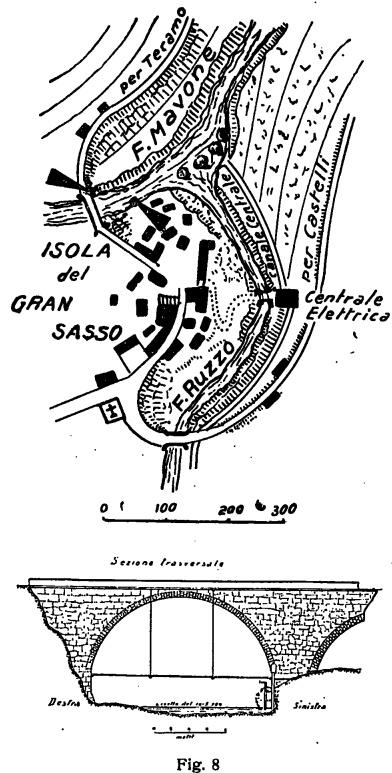 per Teramo
F. Mavone
ISOLA
del
GRAN
SASSO
canale centrale
per Castelli
Centrale
Elettrica
F. Ruzzo
0 100 200 300
Sezione trasversale
Destra
Sinistra
metri
Fig. 8